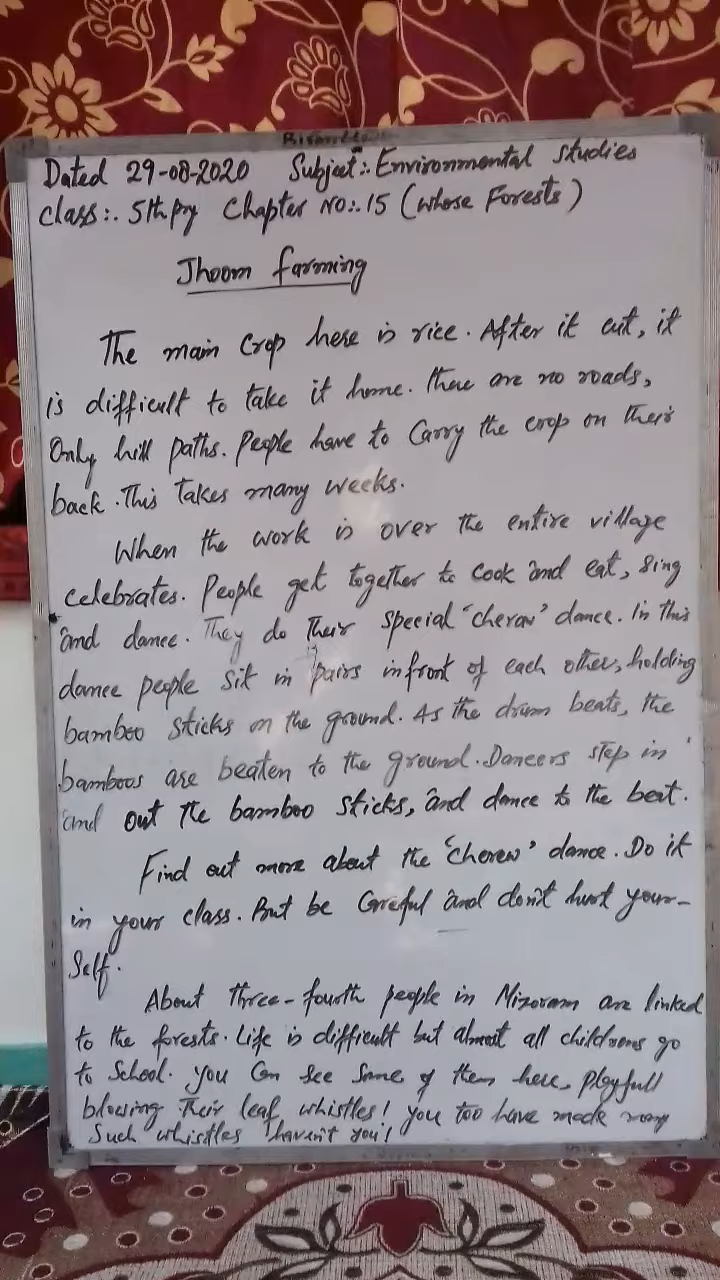 Dated 29-08-2020 Subject:. Environmental studies
class:. 5th pry Chapter No:. 15 (whose Forests)
Jhoom farming
The main Crop here is rice. After it cut, it
is difficult to take it home. there are no roads,
Only hill paths. People have to Carry the crop on their
back. This takes many weeks.
When the work is over the entire village
celebrates. People get together to cook and eat, sing
and dance. They do their special 'cheraw' dance. In this
dance people sit in pairs infront of each other, holding
bamboo sticks on the ground. As the drum beats, the
bamboos are beaten to the ground. Dancers step in
and out the bamboo sticks, and dance to the beat.
Find out more about the 'cherew' dance. Do it
in your class. But be Careful and don't hurt your-
Self.
About three-fourth people in Mizoram are linked
to the forests. Life is difficult but almost all childrens go
to School. you Can see Some of them here, playfull
blowing their leaf whistles! you too have made many
Such whistles haven't you!